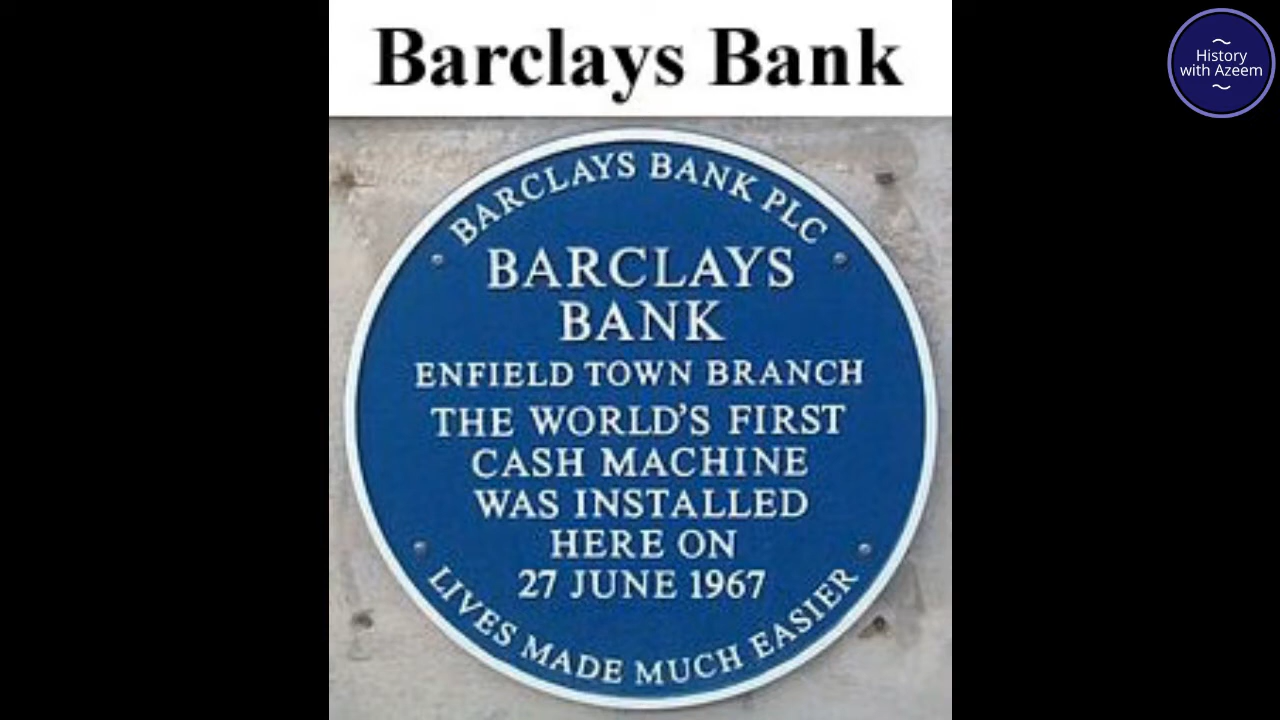 Barclays Bank
History
with Azeem
BARCLAYS BANK PLC
BARCLAYS
BANK
ENFIELD TOWN BRANCH
THE WORLD'S FIRST
CASH MACHINE
WAS INSTALLED
HERE ON
27 JUNE 1967
LIVES MADE MUCH EASIER